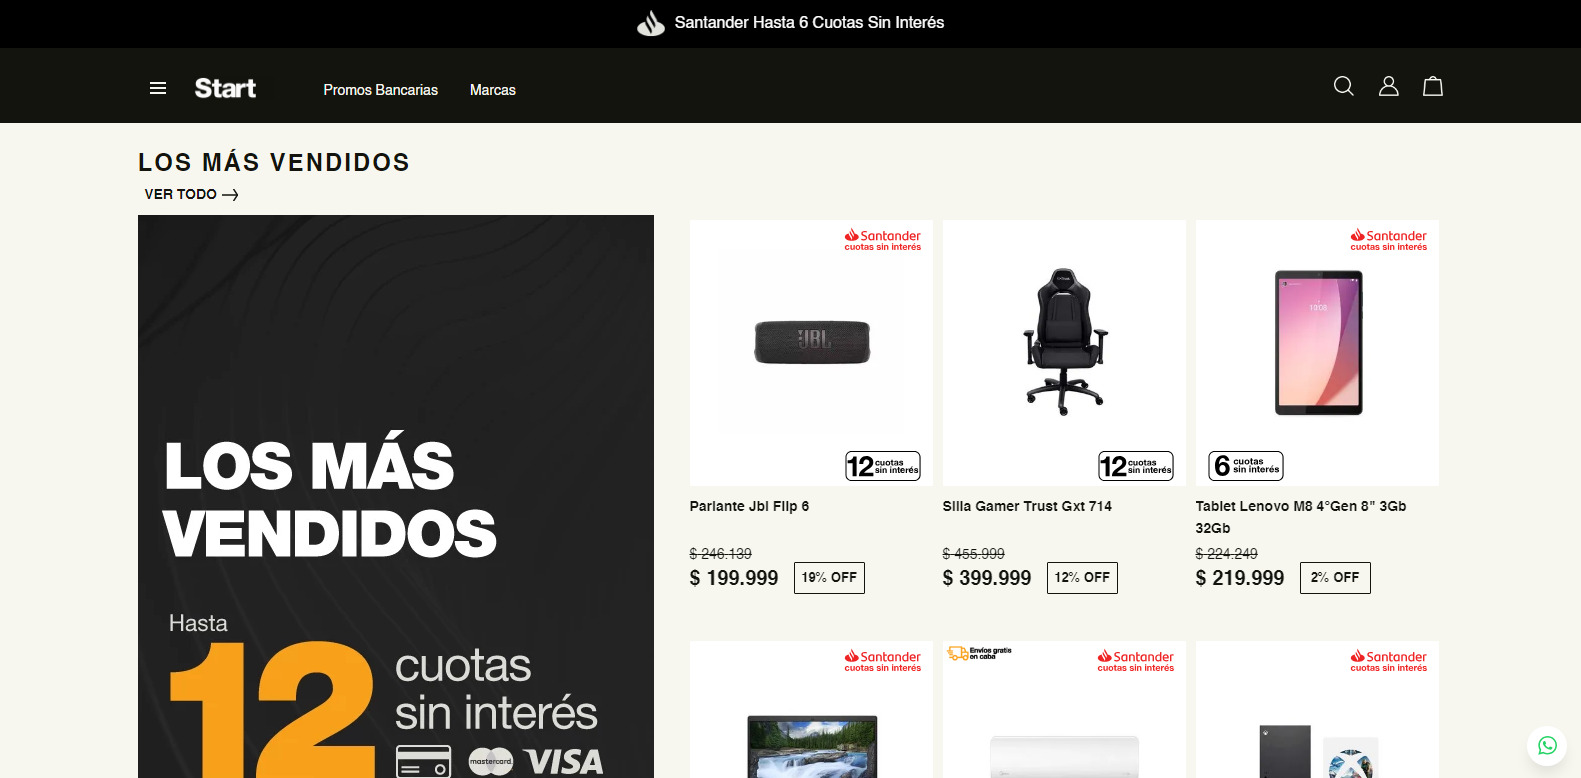 Santander Hasta 6 Cuotas Sin Interés
Start
Promos Bancarias
Marcas
LOS MÁS VENDIDOS
VER TODO
LOS MÁS
VENDIDOS
Hasta
12
cuotas
sin interés
mastercard
VISA
Santander
cuotas sin interés
JBL
12 cuotas
sin interés
Parlante Jbl Flip 6
$ 246.139
$ 199.999
19% OFF
12 cuotas
sin interés
Silla Gamer Trust Gxt 714
$ 455.999
$ 399.999
12% OFF
Santander
cuotas sin interés
6 cuotas
sin interés
Tablet Lenovo M8 4°Gen 8" 3Gb
32Gb
$ 224.249
$ 219.999
2% OFF
Santander
cuotas sin interés
Envíos gratis
en caba
Santander
cuotas sin interés
Santander
cuotas sin interés